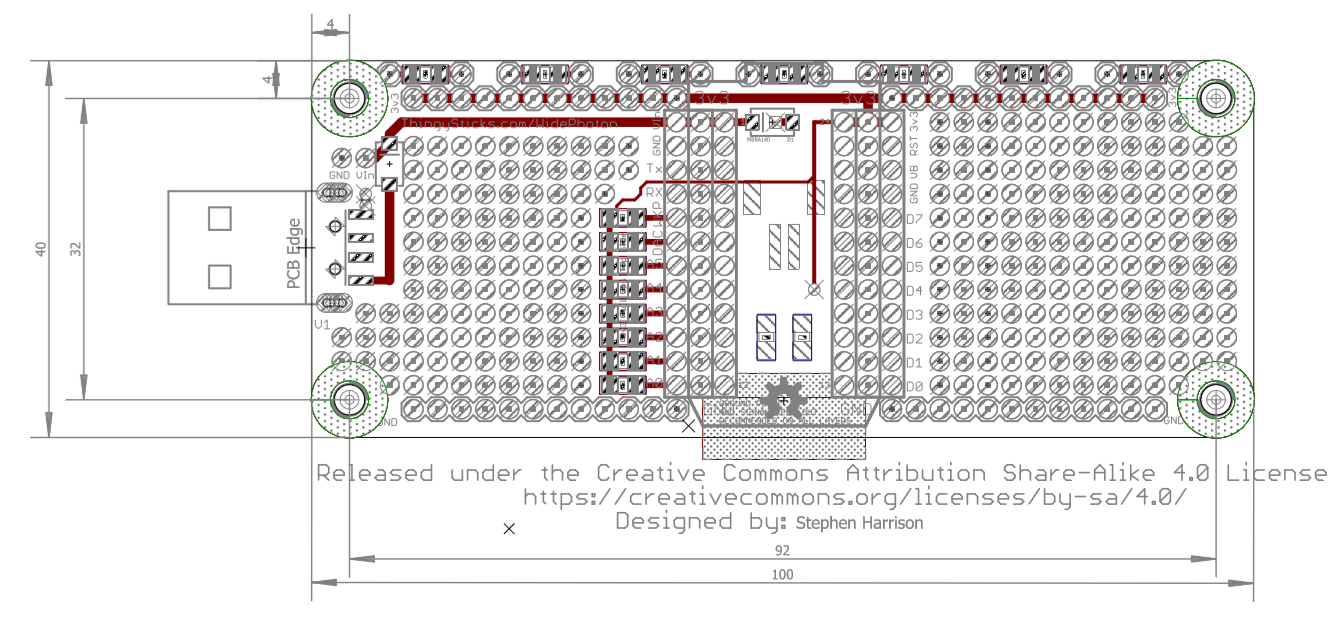 4
4
3v3
3v3
3v3
3v3
ThingySticks.com/WidePhoton
VIn
GND
Tx
RX
MBRA140
D1
3v3
RST
VB
GND
GND
VIn
D7
D6
D5
D4
D3
D2
D1
D0
40
32
PCB Edge
V1
GND
GND
Released under the Creative Commons Attribution Share-Alike 4.0 License
https://creativecommons.org/licenses/by-sa/4.0/
Designed by: Stephen Harrison
92
100